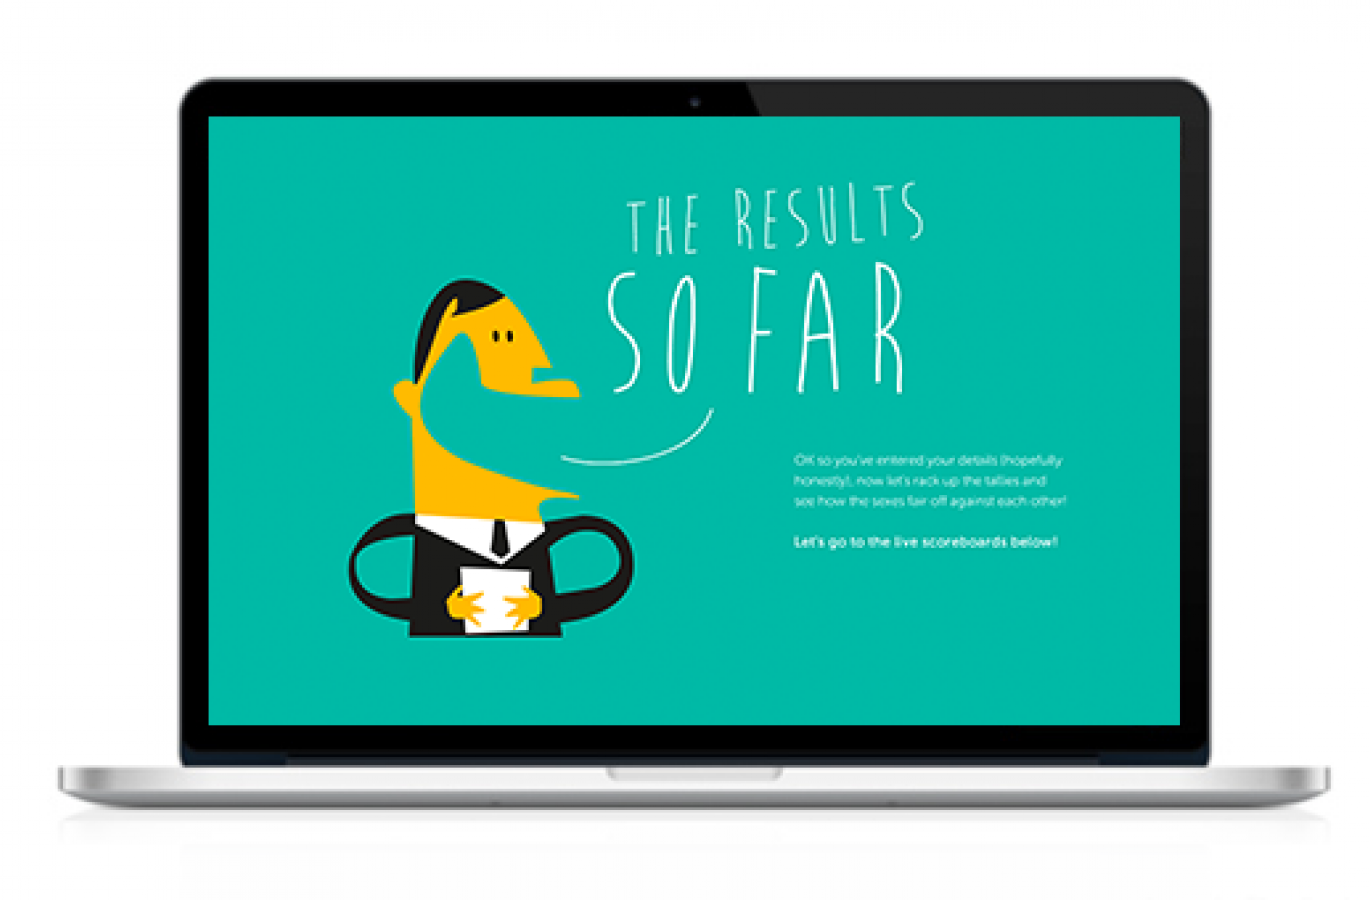 THE RESULTS
SO FAR
OK so you've entered your details (hopefully
honestly), now let's rack up the tallies and
see how the sexes fair off against each other!
Let's go to the live scoreboards below!